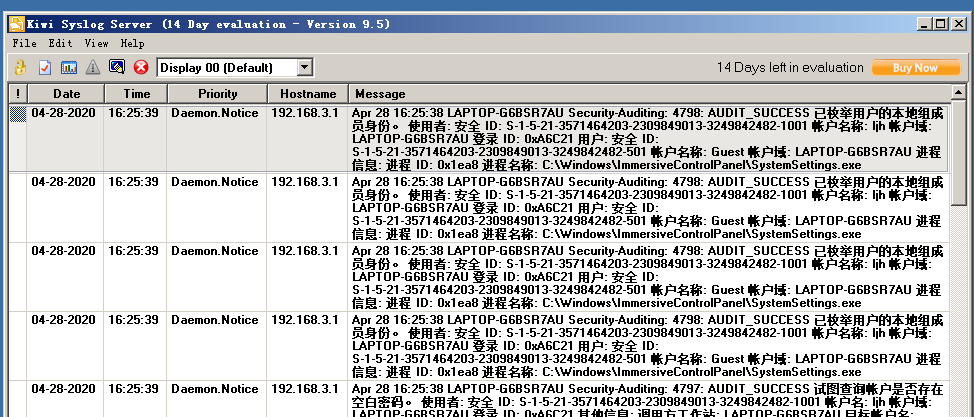 Kiwi Syslog Server (14 Day evaluation - Version 9.5)
File Edit View Help
Display 00 (Default)
14 Days left in evaluation
Buy Now
! Date Time Priority Hostname Message
04-28-2020 16:25:39 Daemon.Notice 192.168.3.1 Apr 28 16:25:38 LAPTOP-G6BSR7AU Security-Auditing: 4798: AUDIT_SUCCESS 已枚举用户的本地组成
员身份。 使用者: 安全 ID: S-1-5-21-3571464203-2309849013-3249842482-1001 帐户名称: ljh 帐户域:
LAPTOP-G6BSR7AU 登录 ID: 0xA6C21 用户: 安全 ID:
S-1-5-21-3571464203-2309849013-3249842482-501 帐户名称: Guest 帐户域: LAPTOP-G6BSR7AU 进程
信息: 进程 ID: 0x1ea8 进程名称: C:\Windows\ImmersiveControlPanel\SystemSettings.exe
04-28-2020 16:25:39 Daemon.Notice 192.168.3.1 Apr 28 16:25:38 LAPTOP-G6BSR7AU Security-Auditing: 4798: AUDIT_SUCCESS 已枚举用户的本地组成
员身份。 使用者: 安全 ID: S-1-5-21-3571464203-2309849013-3249842482-1001 帐户名称: ljh 帐户域:
LAPTOP-G6BSR7AU 登录 ID: 0xA6C21 用户: 安全 ID:
S-1-5-21-3571464203-2309849013-3249842482-501 帐户名称: Guest 帐户域: LAPTOP-G6BSR7AU 进程
信息: 进程 ID: 0x1ea8 进程名称: C:\Windows\ImmersiveControlPanel\SystemSettings.exe
04-28-2020 16:25:39 Daemon.Notice 192.168.3.1 Apr 28 16:25:38 LAPTOP-G6BSR7AU Security-Auditing: 4798: AUDIT_SUCCESS 已枚举用户的本地组成
员身份。 使用者: 安全 ID: S-1-5-21-3571464203-2309849013-3249842482-1001 帐户名称: ljh 帐户域:
LAPTOP-G6BSR7AU 登录 ID: 0xA6C21 用户: 安全 ID:
S-1-5-21-3571464203-2309849013-3249842482-501 帐户名称: Guest 帐户域: LAPTOP-G6BSR7AU 进程
信息: 进程 ID: 0x1ea8 进程名称: C:\Windows\ImmersiveControlPanel\SystemSettings.exe
04-28-2020 16:25:39 Daemon.Notice 192.168.3.1 Apr 28 16:25:38 LAPTOP-G6BSR7AU Security-Auditing: 4798: AUDIT_SUCCESS 已枚举用户的本地组成
员身份。 使用者: 安全 ID: S-1-5-21-3571464203-2309849013-3249842482-1001 帐户名称: ljh 帐户域:
LAPTOP-G6BSR7AU 登录 ID: 0xA6C21 用户: 安全 ID:
S-1-5-21-3571464203-2309849013-3249842482-501 帐户名称: Guest 帐户域: LAPTOP-G6BSR7AU 进程
信息: 进程 ID: 0x1ea8 进程名称: C:\Windows\ImmersiveControlPanel\SystemSettings.exe
04-28-2020 16:25:39 Daemon.Notice 192.168.3.1 Apr 28 16:25:38 LAPTOP-G6BSR7AU Security-Auditing: 4797: AUDIT_SUCCESS 试图查询帐户是否存在
空白密码。 使用者: 安全 ID: S-1-5-21-3571464203-2309849013-3249842482-1001 帐户名: ljh 帐户域:
LAPTOP-G6BSR7AU 登录 ID: 0xA6C21 其他信息: 调用方工作站: LAPTOP-G6BSR7AU 目标帐户名: